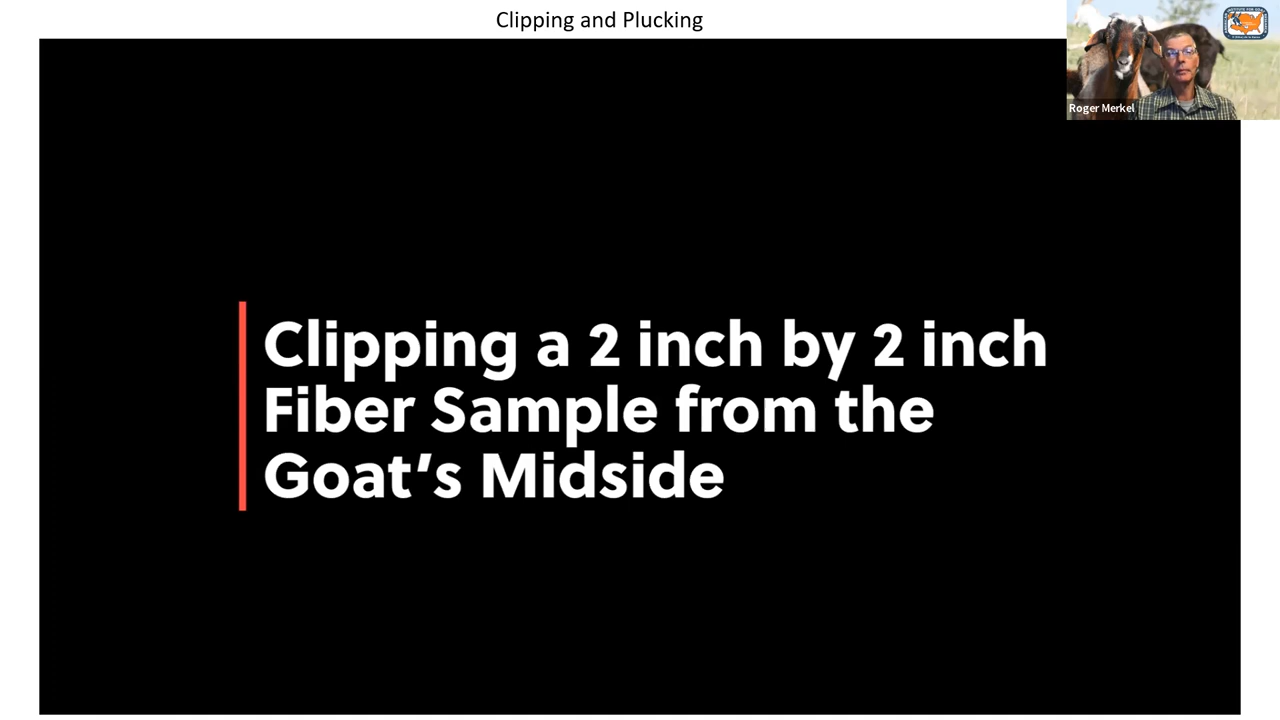 Clipping and Plucking
Roger Merkel
Clipping a 2 inch by 2 inch
Fiber Sample from the
Goat’s Midside